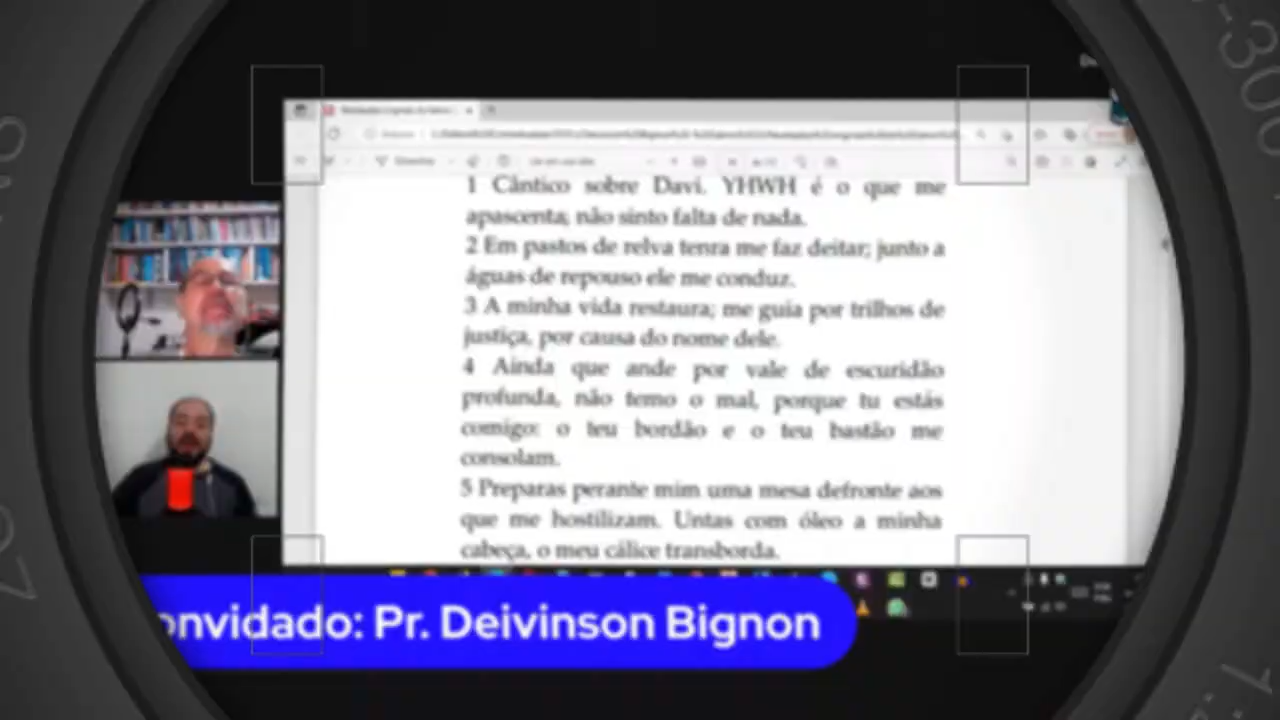 1 Cântico sobre Davi. YHWH é o que me
apascenta; não sinto falta de nada.
2 Em pastos de relva tenra me faz deitar; junto a
águas de repouso ele me conduz.
3 A minha vida restaura; me guia por trilhos de
justiça, por causa do nome dele.
4 Ainda que ande por vale de escuridão
profunda, não temo o mal, porque tu estás
comigo: o teu bordão e o teu bastão me
consolam.
5 Preparas perante mim uma mesa defronte aos
que me hostilizam. Untas com óleo a minha
cabeça, o meu cálice transborda.
onvidado: Pr. Deivinson Bignon